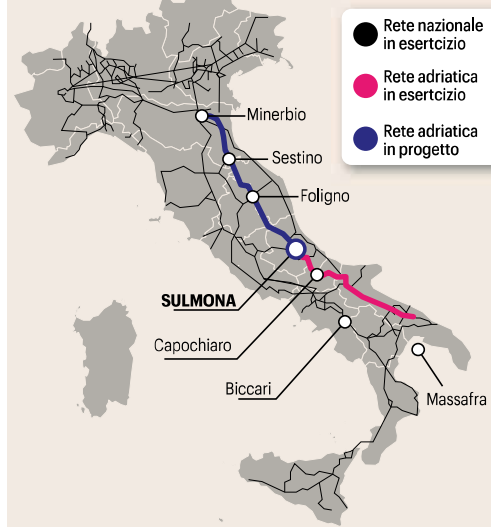 Rete nazionale
in esertcizio
Rete adriatica
in esertcizio
Rete adriatica
in progetto
Minerbio
Sestino
Foligno
SULMONA
Capochiaro
Biccari
Massafra